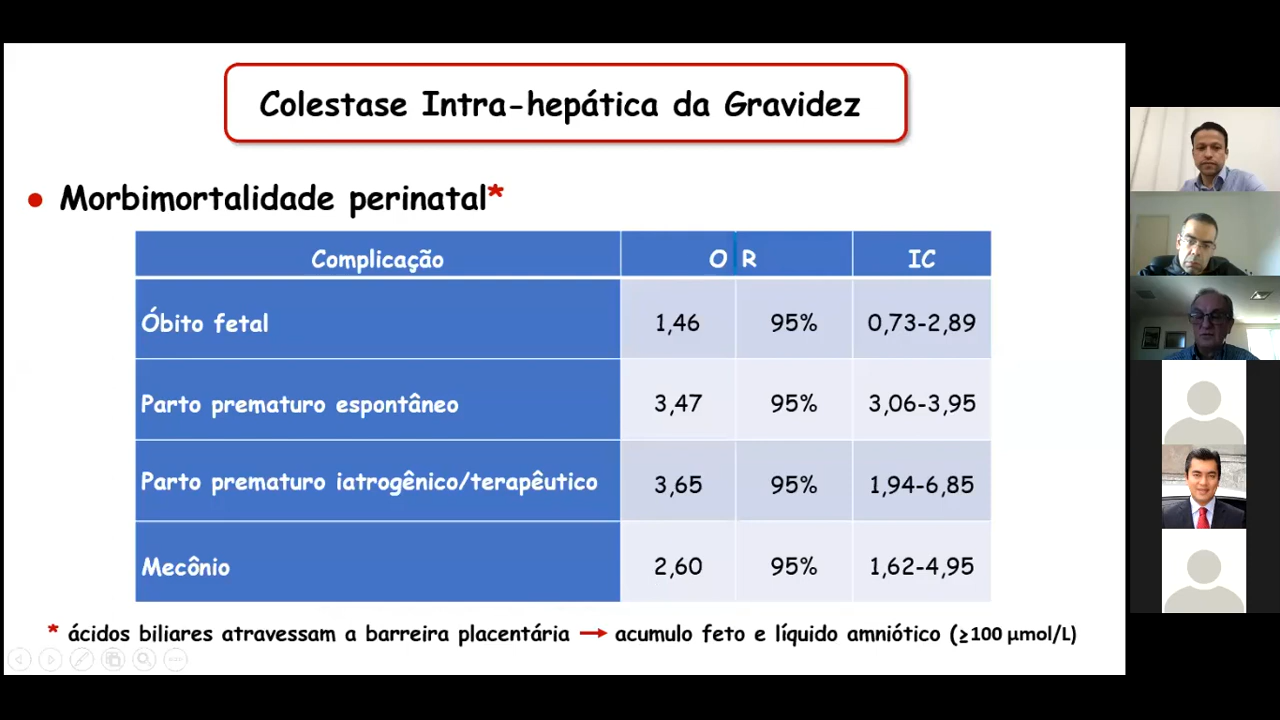 Colestase Intra-hepática da Gravidez
• Morbimortalidade perinatal*
Complicação O R IC
Óbito fetal 1,46 95% 0,73-2,89
Parto prematuro espontâneo 3,47 95% 3,06-3,95
Parto prematuro iatrogênico/terapêutico 3,65 95% 1,94-6,85
Mecônio 2,60 95% 1,62-4,95
* ácidos biliares atravessam a barreira placentária → acumulo feto e líquido amniótico (≥100 µmol/L)